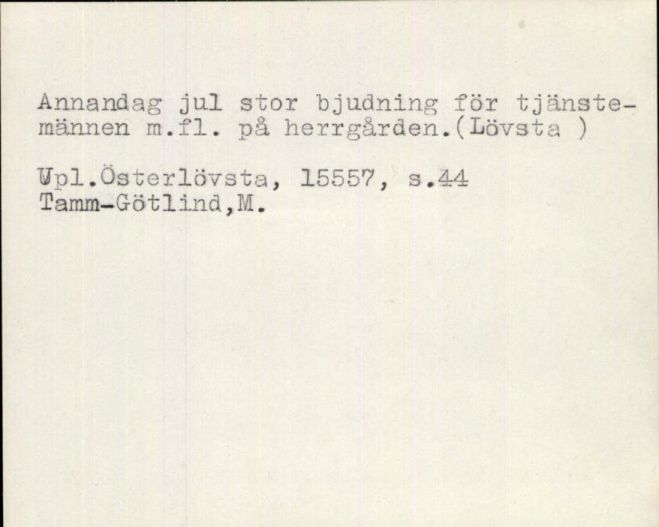 Annandag jul stor bjudning för tjänste-
männen m.fl. på herrgården.(Lövsta )
Upl.Österlövsta, 15557, s.44
Tamm-Götlind,M.